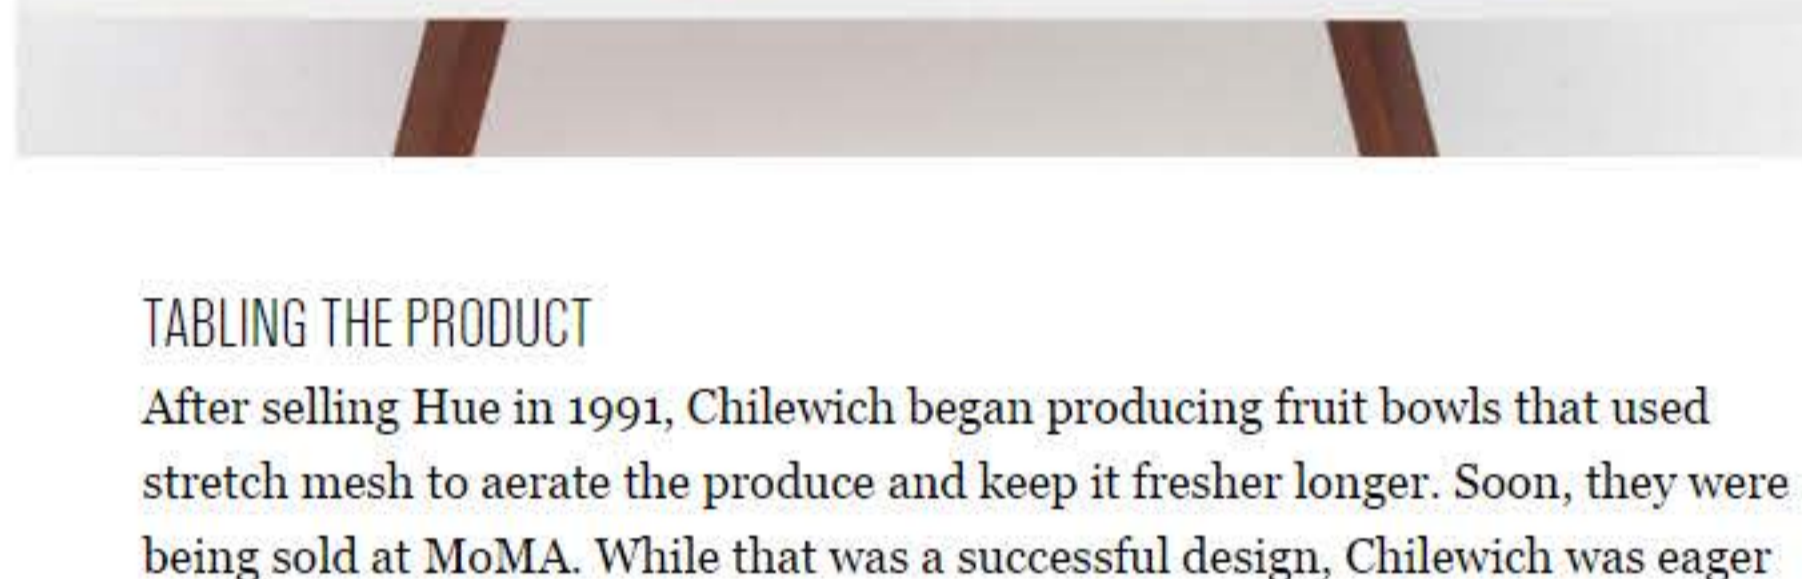 TABLING THE PRODUCT
After selling Hue in 1991, Chilewich began producing fruit bowls that used
stretch mesh to aerate the produce and keep it fresher longer. Soon, they were
being sold at MoMA. While that was a successful design, Chilewich was eager